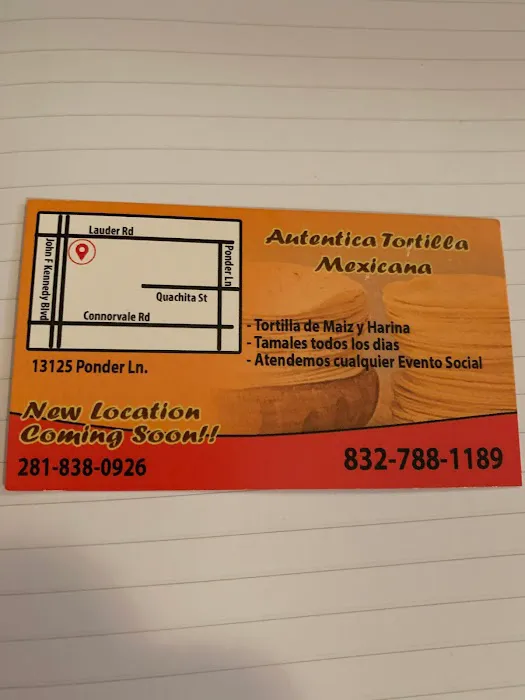 Lauder Rd
John F Kennedy Blvd
Ponder Ln
Quachita St
Connorvale Rd
13125 Ponder Ln.
New Location
Coming Soon!!
281-838-0926
Autentica Tortilla
Mexicana
- Tortilla de Maiz y Harina
- Tamales todos los dias
- Atendemos cualquier Evento Social
832-788-1189